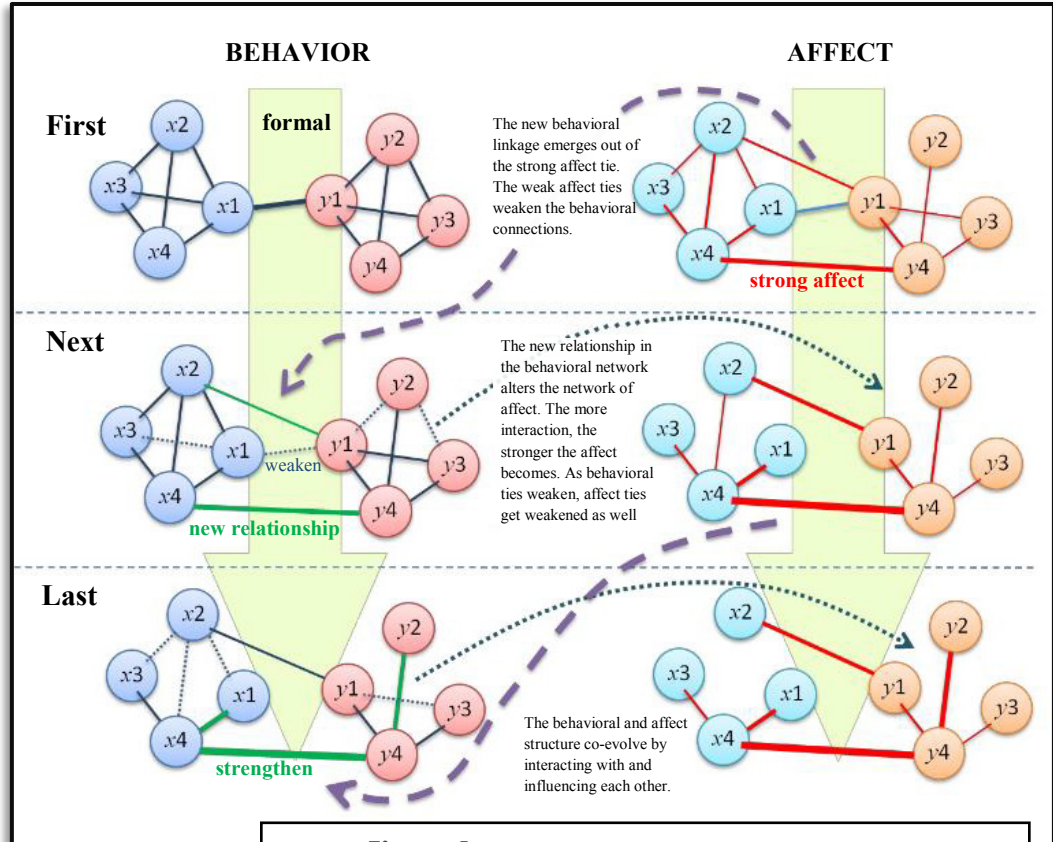 BEHAVIOR
AFFECT
First
formal
x2
x3
x1
x4
y2
y1
y3
y4
The new behavioral
linkage emerges out of
the strong affect tie.
The weak affect ties
weaken the behavioral
connections.
x2
x3
x1
x4
y2
y1
y3
y4
strong affect
Next
x2
x3
x1
x4
weaken
y2
y1
y3
y4
new relationship
The new relationship in
the behavioral network
alters the network of
affect. The more
interaction, the
stronger the affect
becomes. As behavioral
ties weaken, affect ties
get weakened as well
x2
x3
x1
x4
y2
y1
y3
y4
Last
x2
x3
x1
x4
y2
y1
y3
y4
strengthen
The behavioral and affect
structure co-evolve by
interacting with and
influencing each other.
x2
x3
x1
x4
y2
y1
y3
y4